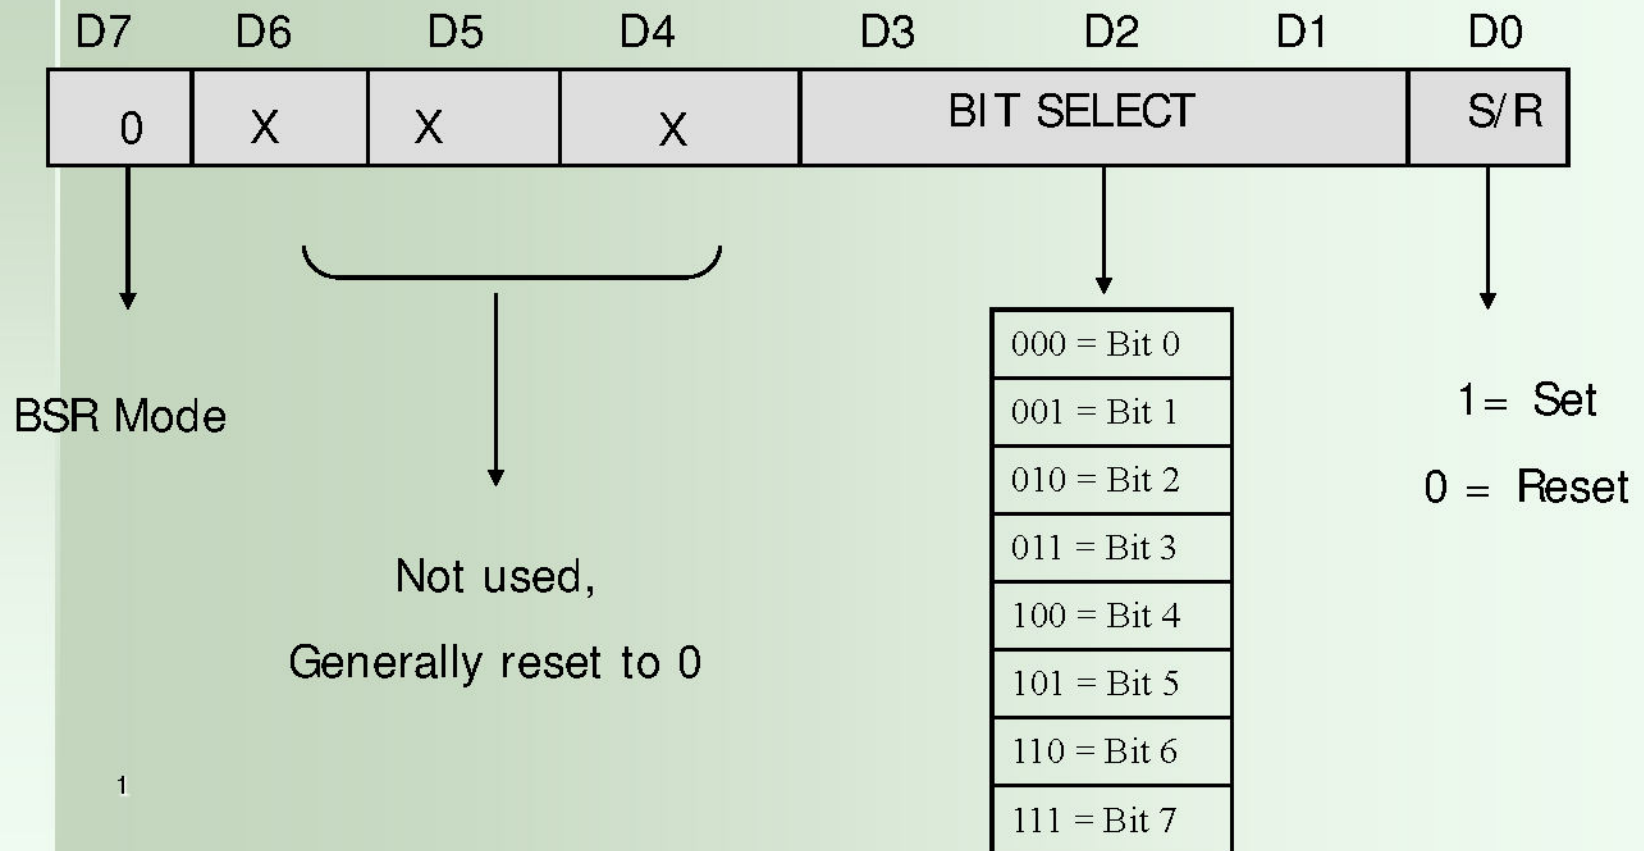 D7 D6 D5 D4 D3 D2 D1 D0
0 X X X BIT SELECT S/R
BSR Mode
Not used,
Generally reset to 0
000 = Bit 0
001 = Bit 1
010 = Bit 2
011 = Bit 3
100 = Bit 4
101 = Bit 5
110 = Bit 6
111 = Bit 7
1= Set
0 = Reset
1